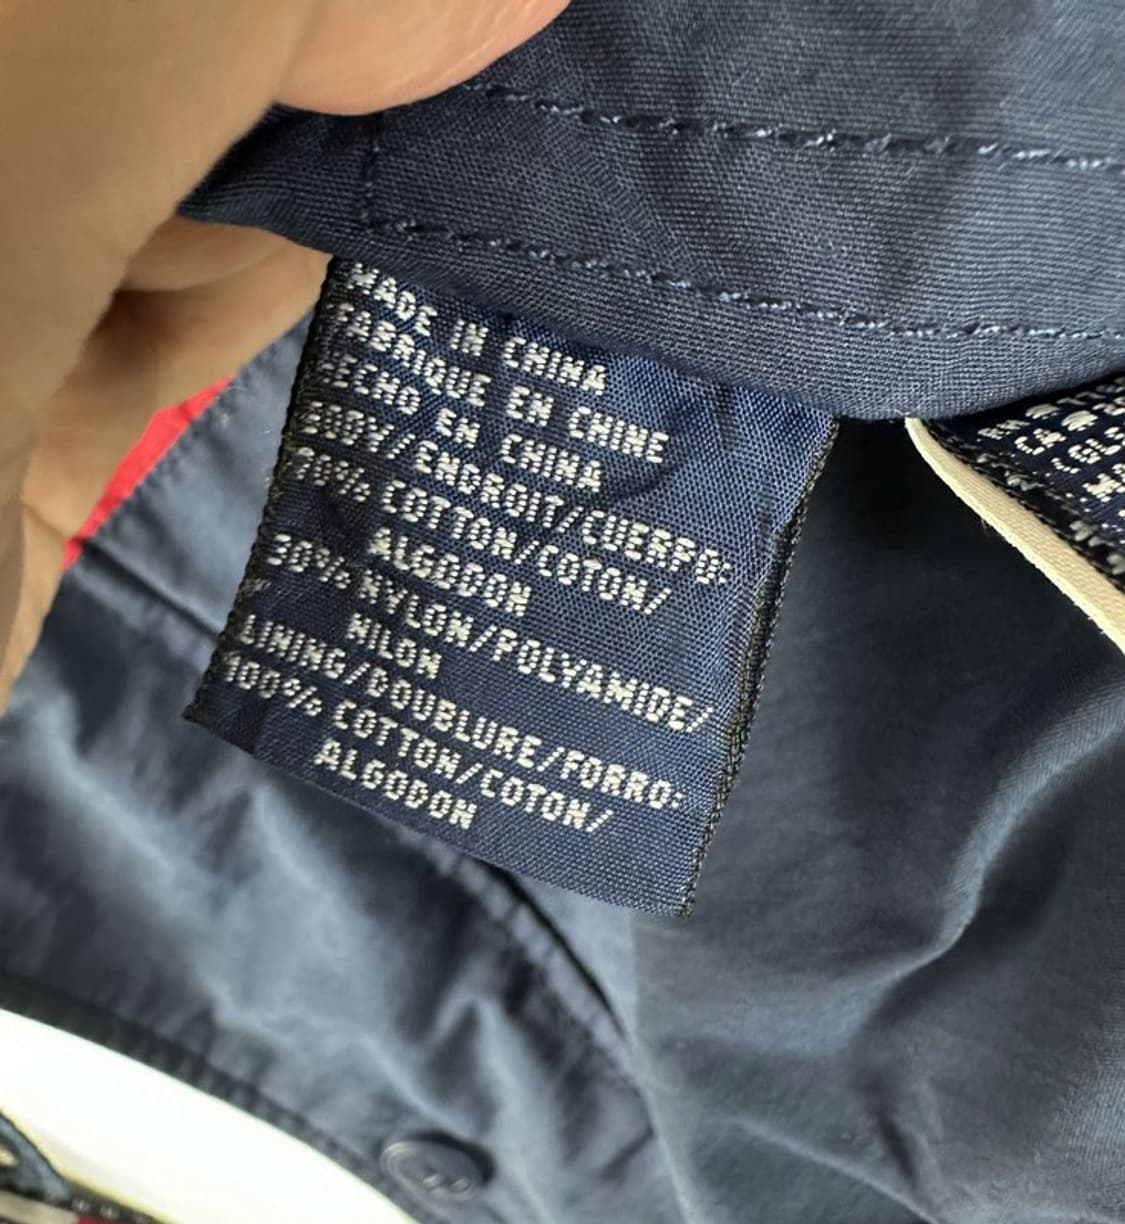 MADE IN CHINA
FABRIQUE EN CHINE
HECHO EN CHINA
BODY/ENDROIT/CUERPO:
70% COTTON/COTON/
ALGODON
30% NYLON/POLYAMIDE/
NILON
LINING/DOUBLURE/FORRO:
100% COTTON/COTON/
ALGODON
CA